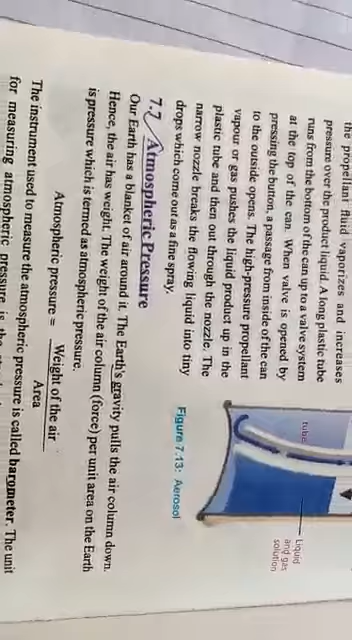 the propellant fluid vaporizes and increases
pressure over the product liquid. A long plastic tube
runs from the bottom of the can up to a valve system
at the top of the can. When valve is opened by
pressing the button, a passage from inside of the can
to the outside opens. The high-pressure propellant
vapour or gas pushes the liquid product up in the
plastic tube and then out through the nozzle. The
narrow nozzle breaks the flowing liquid into tiny
drops which come out as a fine spray.
tube
Liquid
and gas
solution
Figure 7.13: Aerosol
7.7 Atmospheric Pressure
Our Earth has a blanket of air around it. The Earth's gravity pulls the air column down.
Hence, the air has weight. The weight of the air column (force) per unit area on the Earth
is pressure which is termed as atmospheric pressure.
Atmospheric pressure = Weight of the air
Area
The instrument used to measure the atmospheric pressure is called barometer. The unit
for measuring atmospheric pressure is the